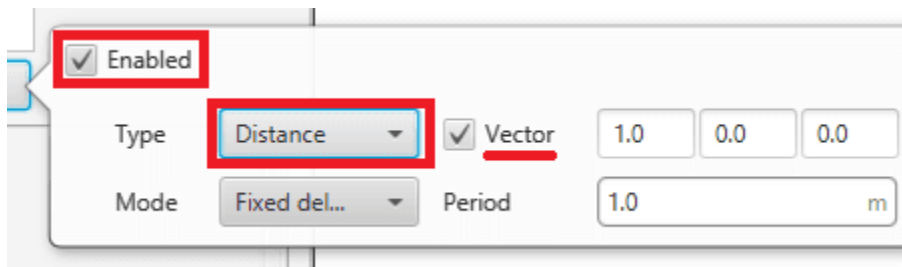 Enabled
Type Distance Vector 1.0 0.0 0.0
Mode Fixed del... Period 1.0 m